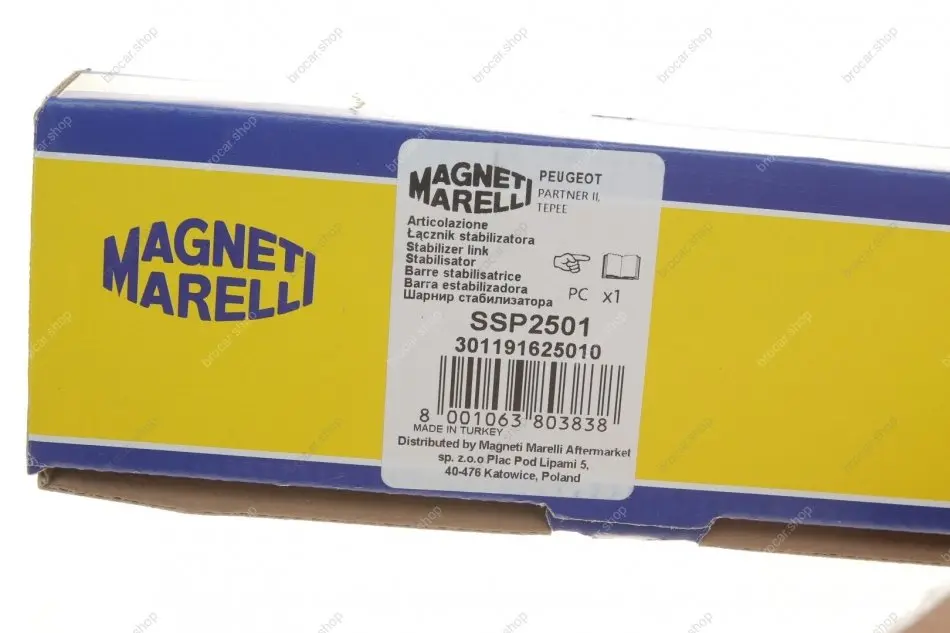 MAGNETI
MARELLI
MAGNETI
MARELLI
PEUGEOT
PARTNER II,
TEPEE
Articolazione
Łącznik stabilizatora
Stabilizer link
Stabilisator
Barre stabilisatrice
Barra estabilizadora
Шарнир стабилизатора
PC x1
SSP2501
301191625010
8 001063 803838
MADE IN TURKEY
Distributed by Magneti Marelli Aftermarket
sp. z.o.o Plac Pod Lipami 5,
40-476 Katowice, Poland
brocar.shop